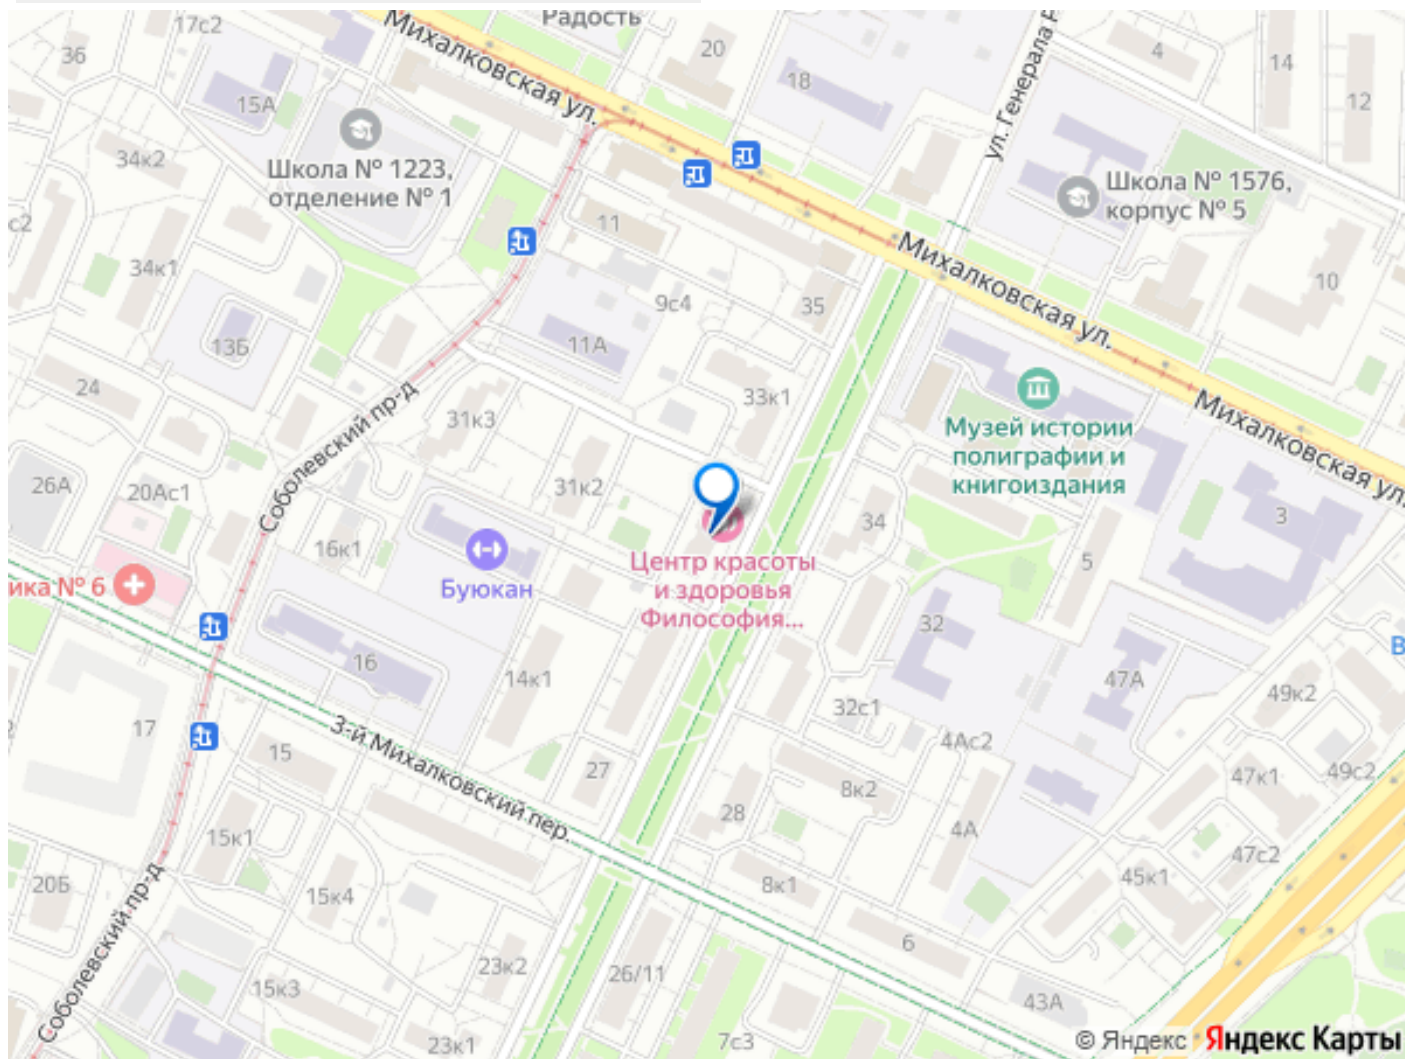 17с2
Радость
36
20
4
14
18
Михалковская ул.
ул. Генерала
15А
12
Школа № 1223,
отделение № 1
34к2
Школа № 1576,
корпус № 5
с2
11
34к1
Михалковская ул.
10
9с4
35
13Б
11А
24
33к1
Михалковская ул.
Соболевский пр-д
31к3
Музей истории
полиграфии и
книгоиздания
26А
20Ас1
31к2
34
3
16к1
5
Центр красоты
и здоровья
Философия...
ика № 6
Буюкан
32
В
16
14к1
47А
49к2
32с1
17
3-й Михалковский пер.
4Ас2
15
27
8к2
47к1
49с2
28
4А
15к1
47с2
20Б
15к4
8к1
45к1
Соболевский пр-д
6
23к2
26/11
15к3
43А
23к1
7с3
© Яндекс Яндекс Карты